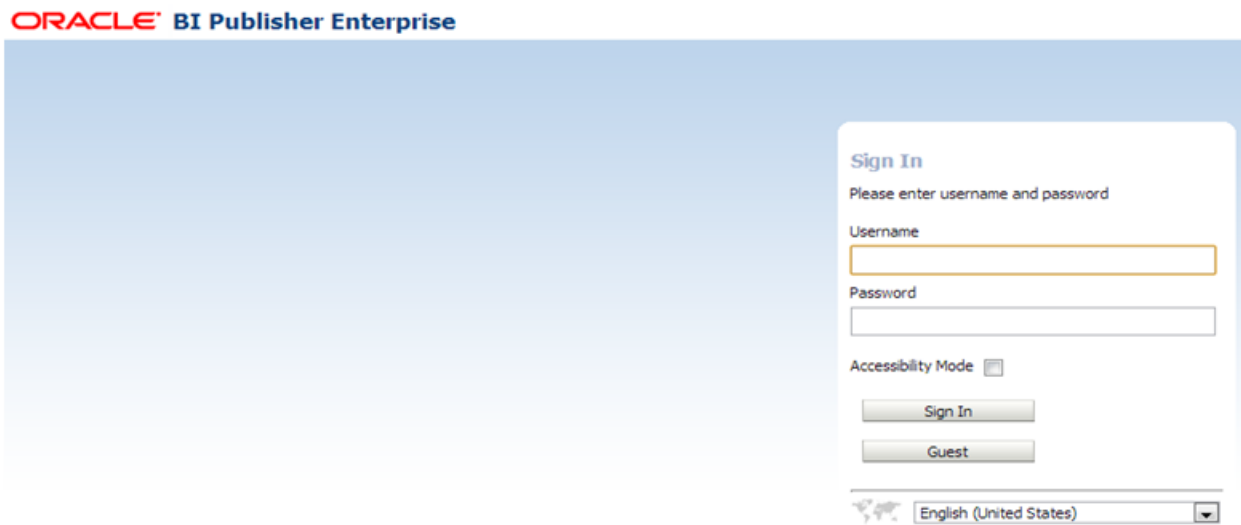 ORACLE BI Publisher Enterprise
Sign In
Please enter username and password
Username
Password
Accessibility Mode
Sign In
Guest
English (United States)